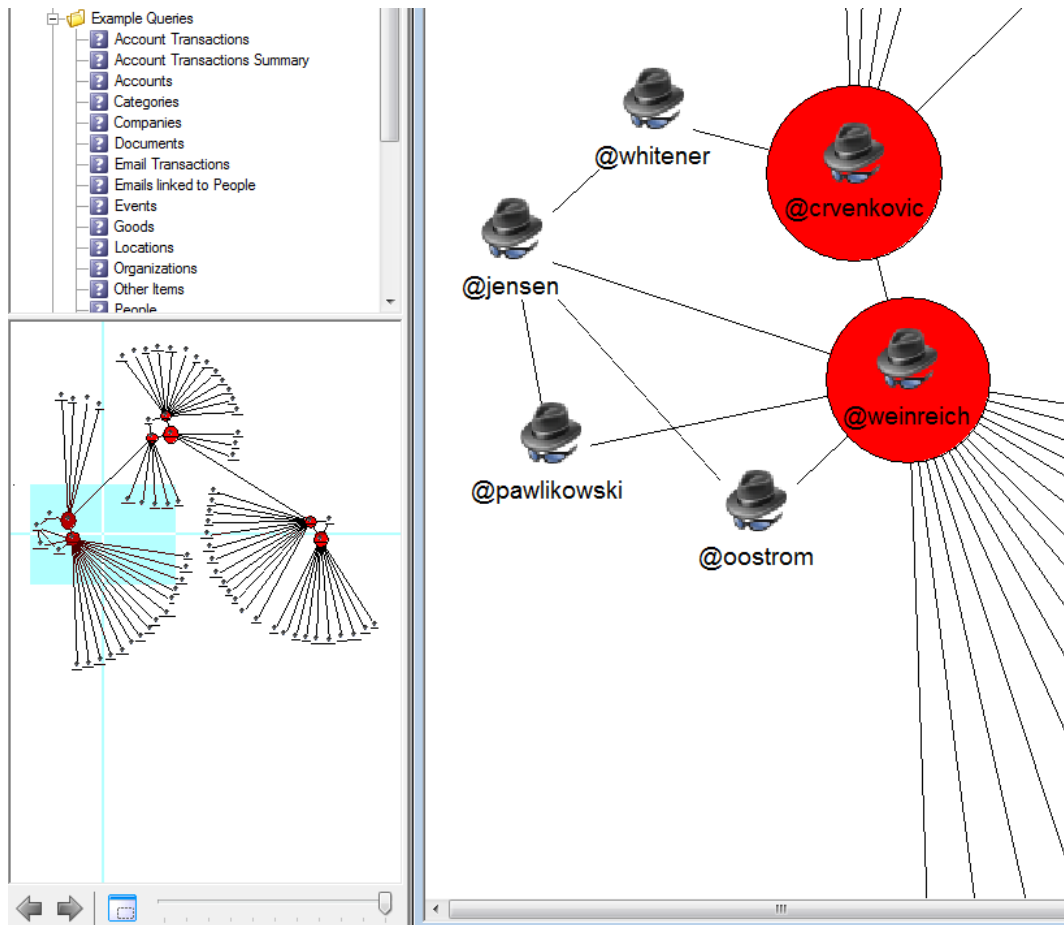 Example Queries
Account Transactions
Account Transactions Summary
Accounts
Categories
Companies
Documents
Email Transactions
Emails linked to People
Events
Goods
Locations
Organizations
Other Items
People
@whitener
@crvenkovic
@jensen
@weinreich
@pawlikowski
@oostrom